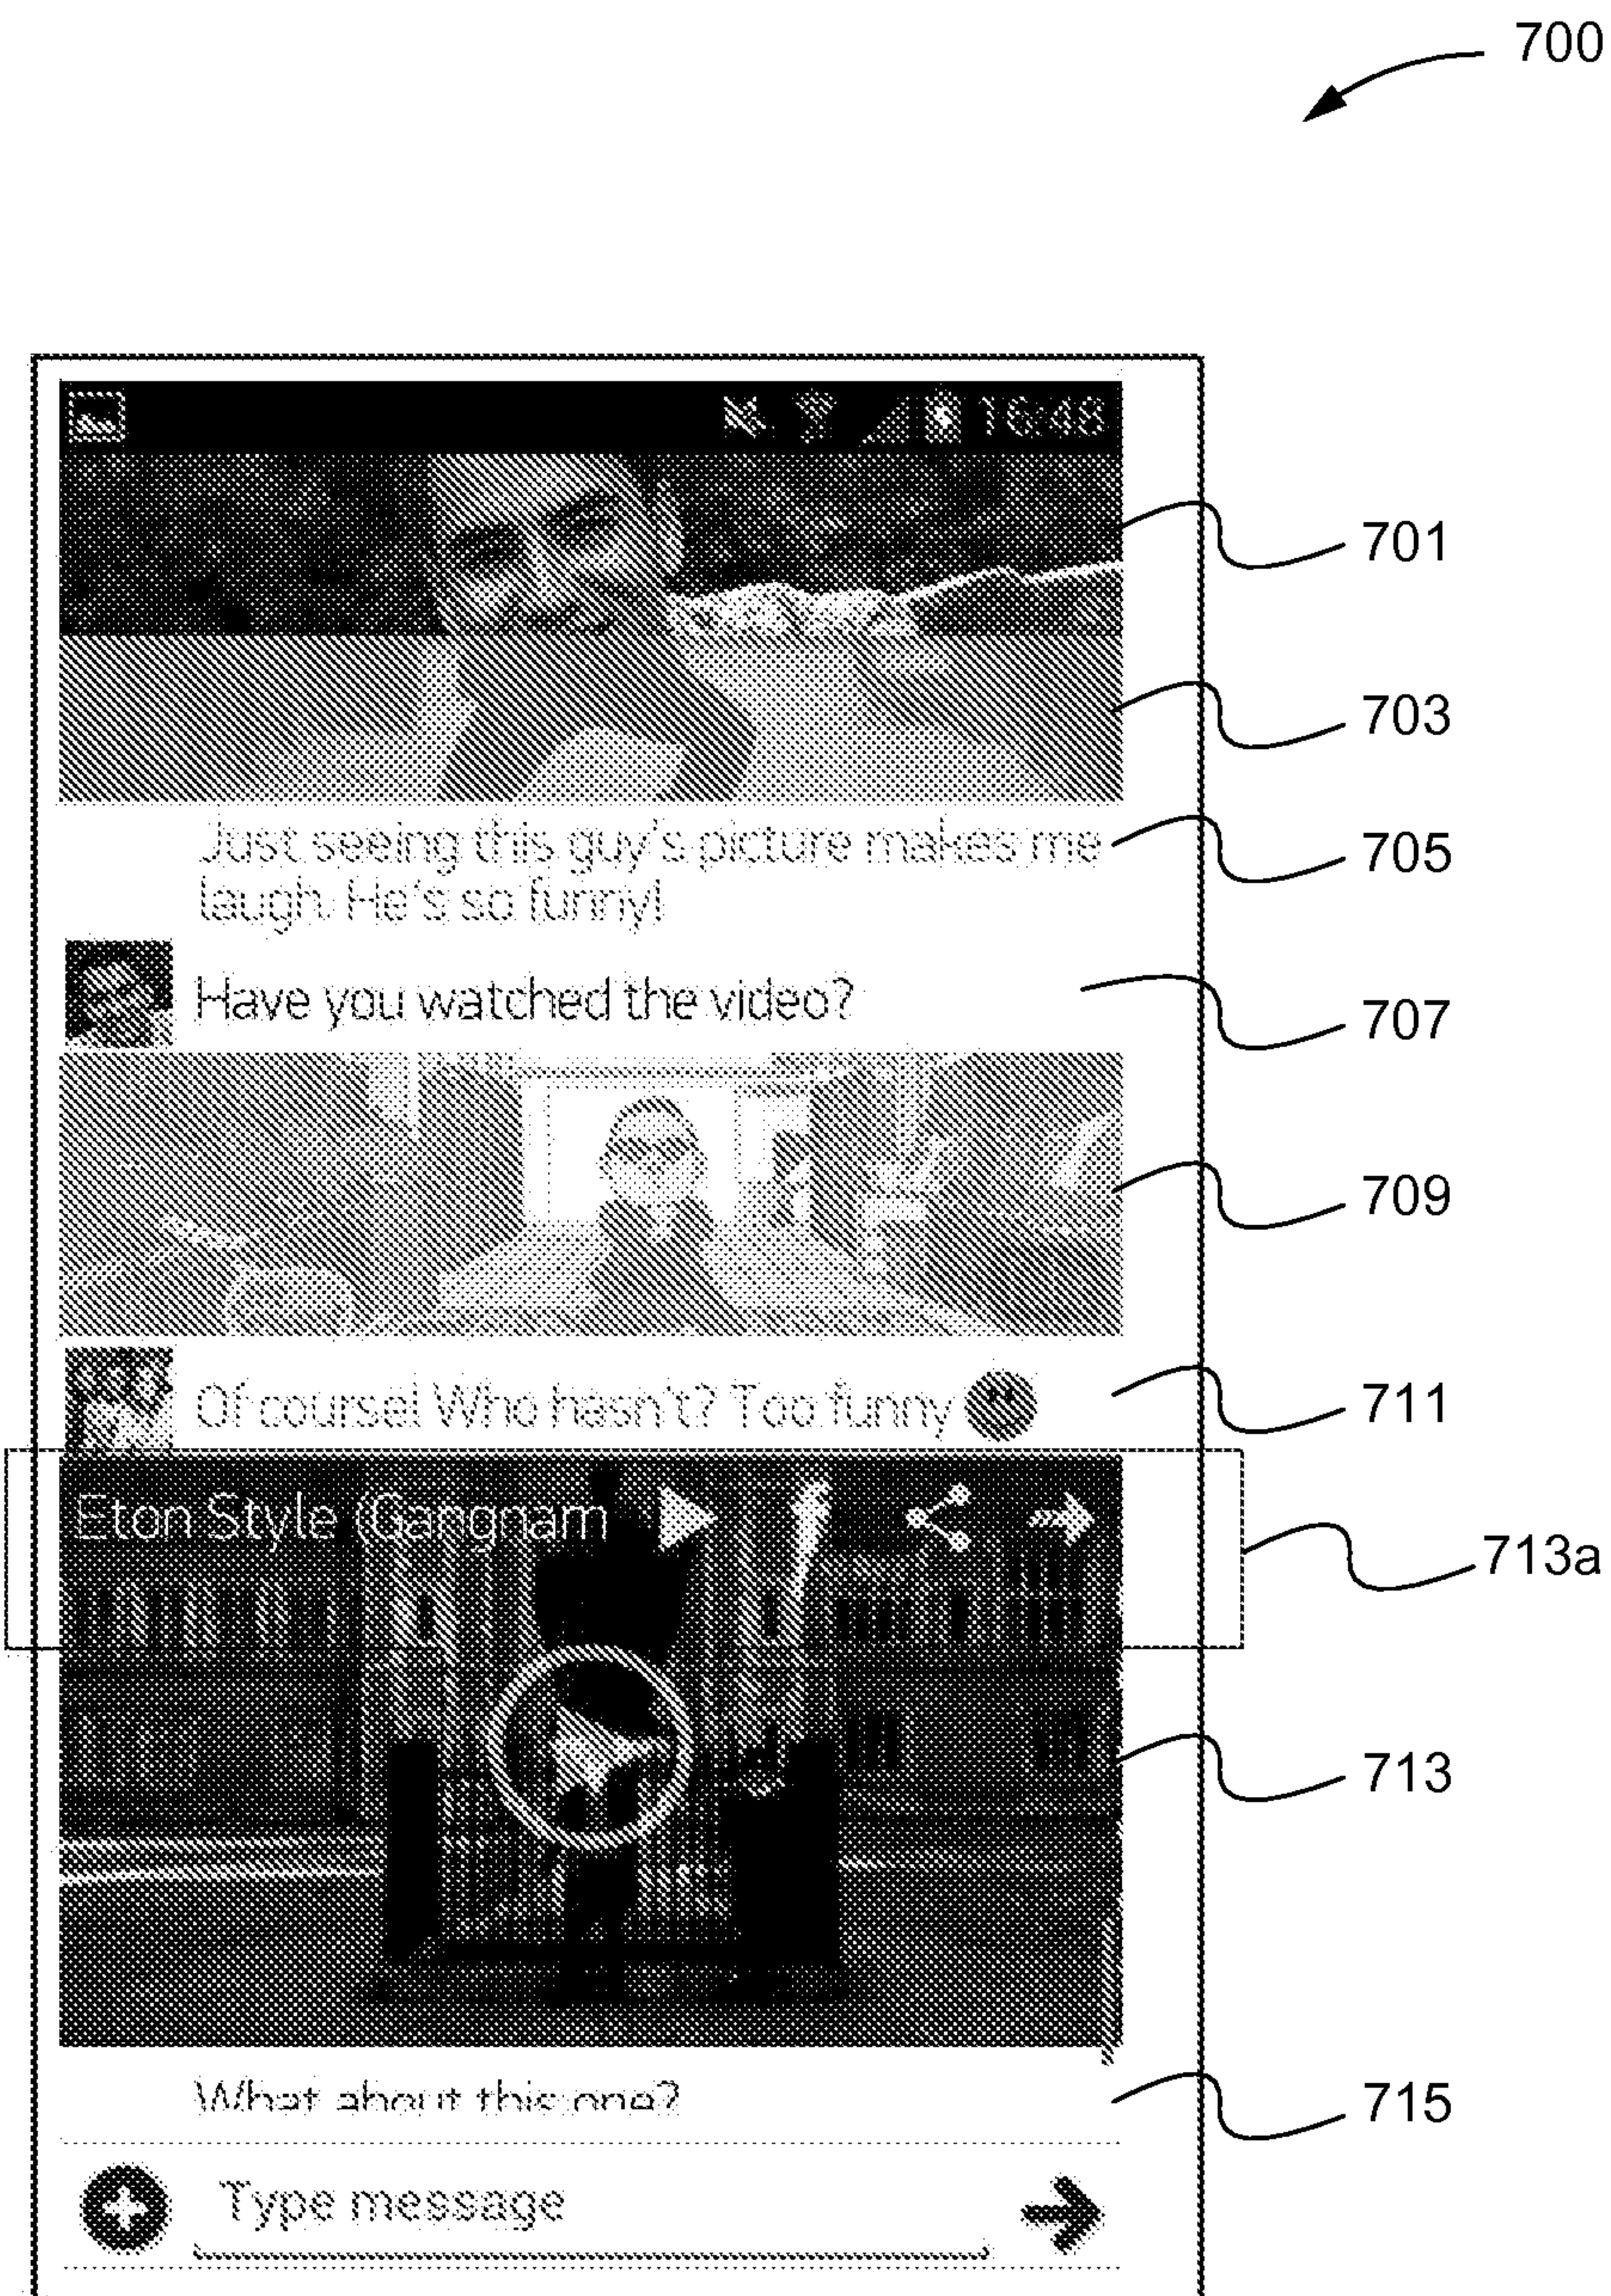 700
16:48
701
703
Just seeing this guy's picture makes me
laugh. He's so funny!
705
Have you watched the video?
707
709
Of course! Who hasn't? Too funny
711
Eton Style (Gangnam
713a
713
What about this one?
715
Type message